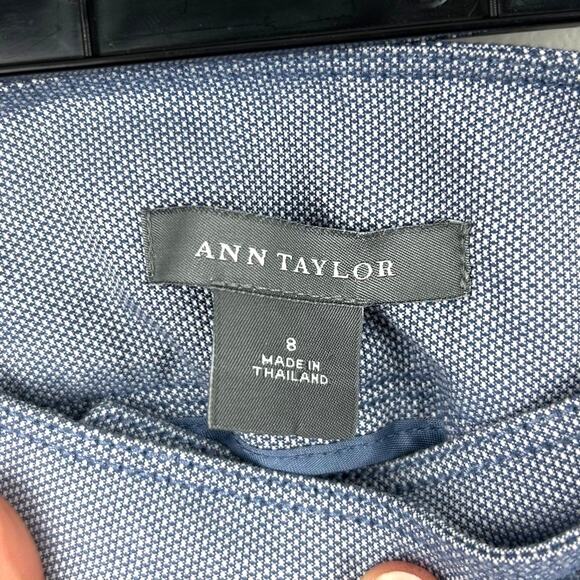 ANN TAYLOR
8
MADE IN
THAILAND